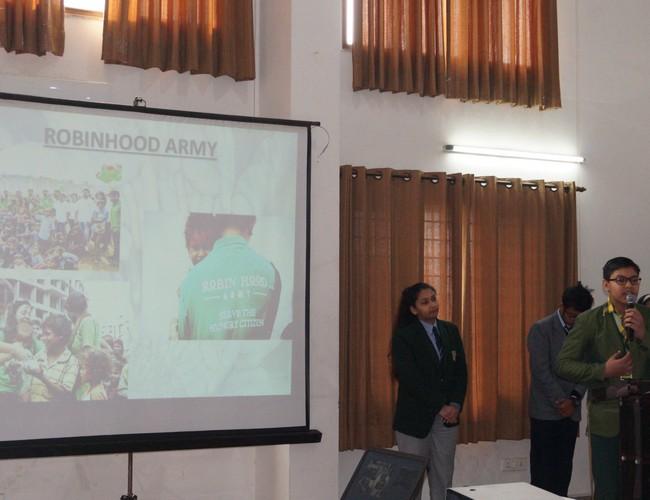 ROBINHOOD ARMY
ROBIN HOOD
ARMY
SERVE THE
HUNGRY CITIZEN